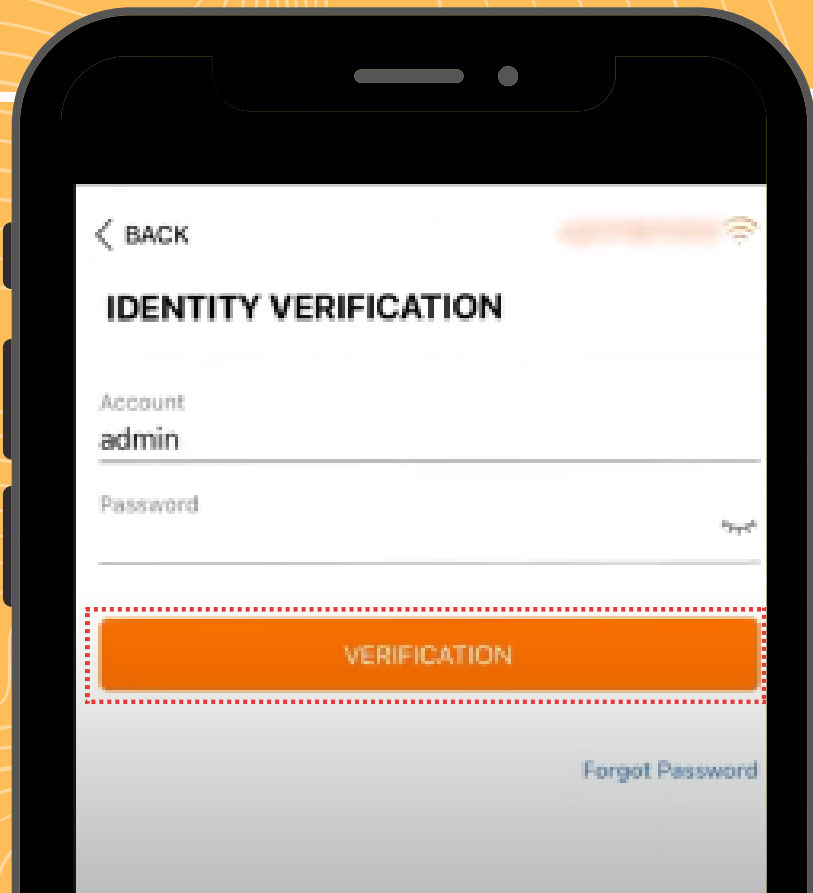 BACK
IDENTITY VERIFICATION
Account
admin
Password
VERIFICATION
Forgot Password